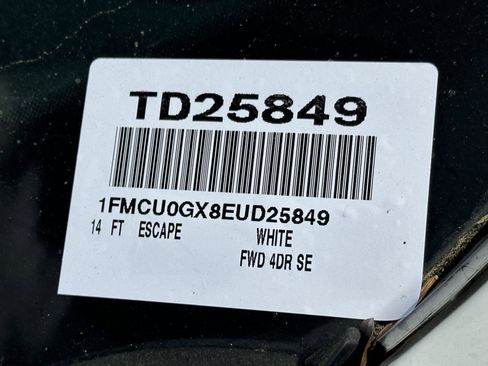 TD25849
1FMCU0GX8EUD25849
14 FT ESCAPE WHITE
FWD 4DR SE